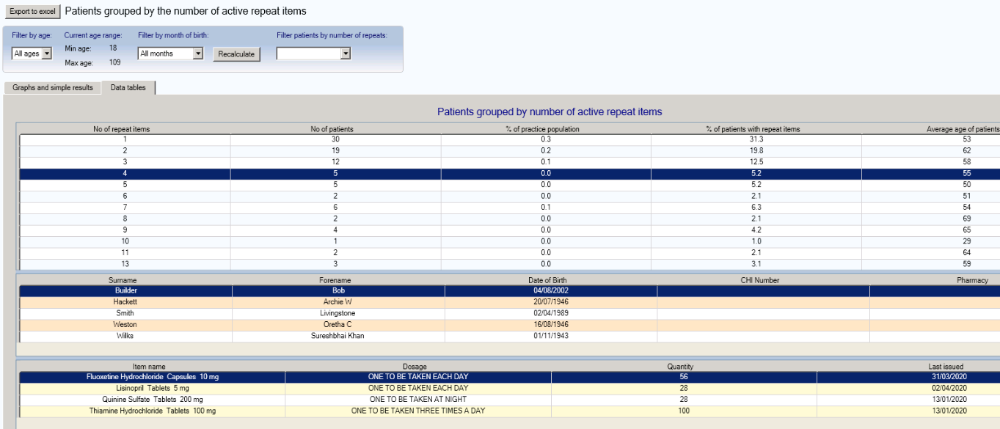 Export to excel Patients grouped by the number of active repeat items
Filter by age: Current age range: Filter by month of birth: Filter patients by number of repeats:
All ages Min age: 18 All months Recalculate
Max age: 109
Graphs and simple results Data tables
Patients grouped by number of active repeat items
No of repeat items No of patients % of practice population % of patients with repeat items Average age of patients
1 30 0.3 31.3 53
2 19 0.2 19.8 62
3 12 0.1 12.5 58
4 5 0.0 5.2 55
5 5 0.0 5.2 50
6 2 0.0 2.1 51
7 6 0.1 6.3 54
8 2 0.0 2.1 69
9 4 0.0 4.2 65
10 1 0.0 1.0 29
11 2 0.0 2.1 64
13 3 0.0 3.1 59
Surname Forename Date of Birth CHI Number Pharmacy
Builder Bob 04/08/2002
Hackett Archie W 20/07/1946
Smith Livingstone 02/04/1989
Weston Oretha C 16/08/1946
Wilks Sureshbhai Khan 01/11/1943
Item name Dosage Quantity Last issued
Fluoxetine Hydrochloride Capsules 10 mg ONE TO BE TAKEN EACH DAY 56 31/03/2020
Lisinopril Tablets 5 mg ONE TO BE TAKEN EACH DAY 28 02/04/2020
Quinine Sulfate Tablets 200 mg ONE TO BE TAKEN AT NIGHT 28 13/01/2020
Thiamine Hydrochloride Tablets 100 mg ONE TO BE TAKEN THREE TIMES A DAY 100 13/01/2020